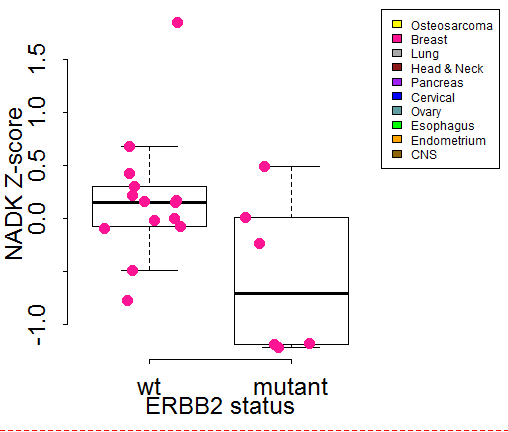 NADK Z-score
1.5
1.0
0.5
0.0
-1.0
wt mutant
ERBB2 status
Osteosarcoma
Breast
Lung
Head & Neck
Pancreas
Cervical
Ovary
Esophagus
Endometrium
CNS